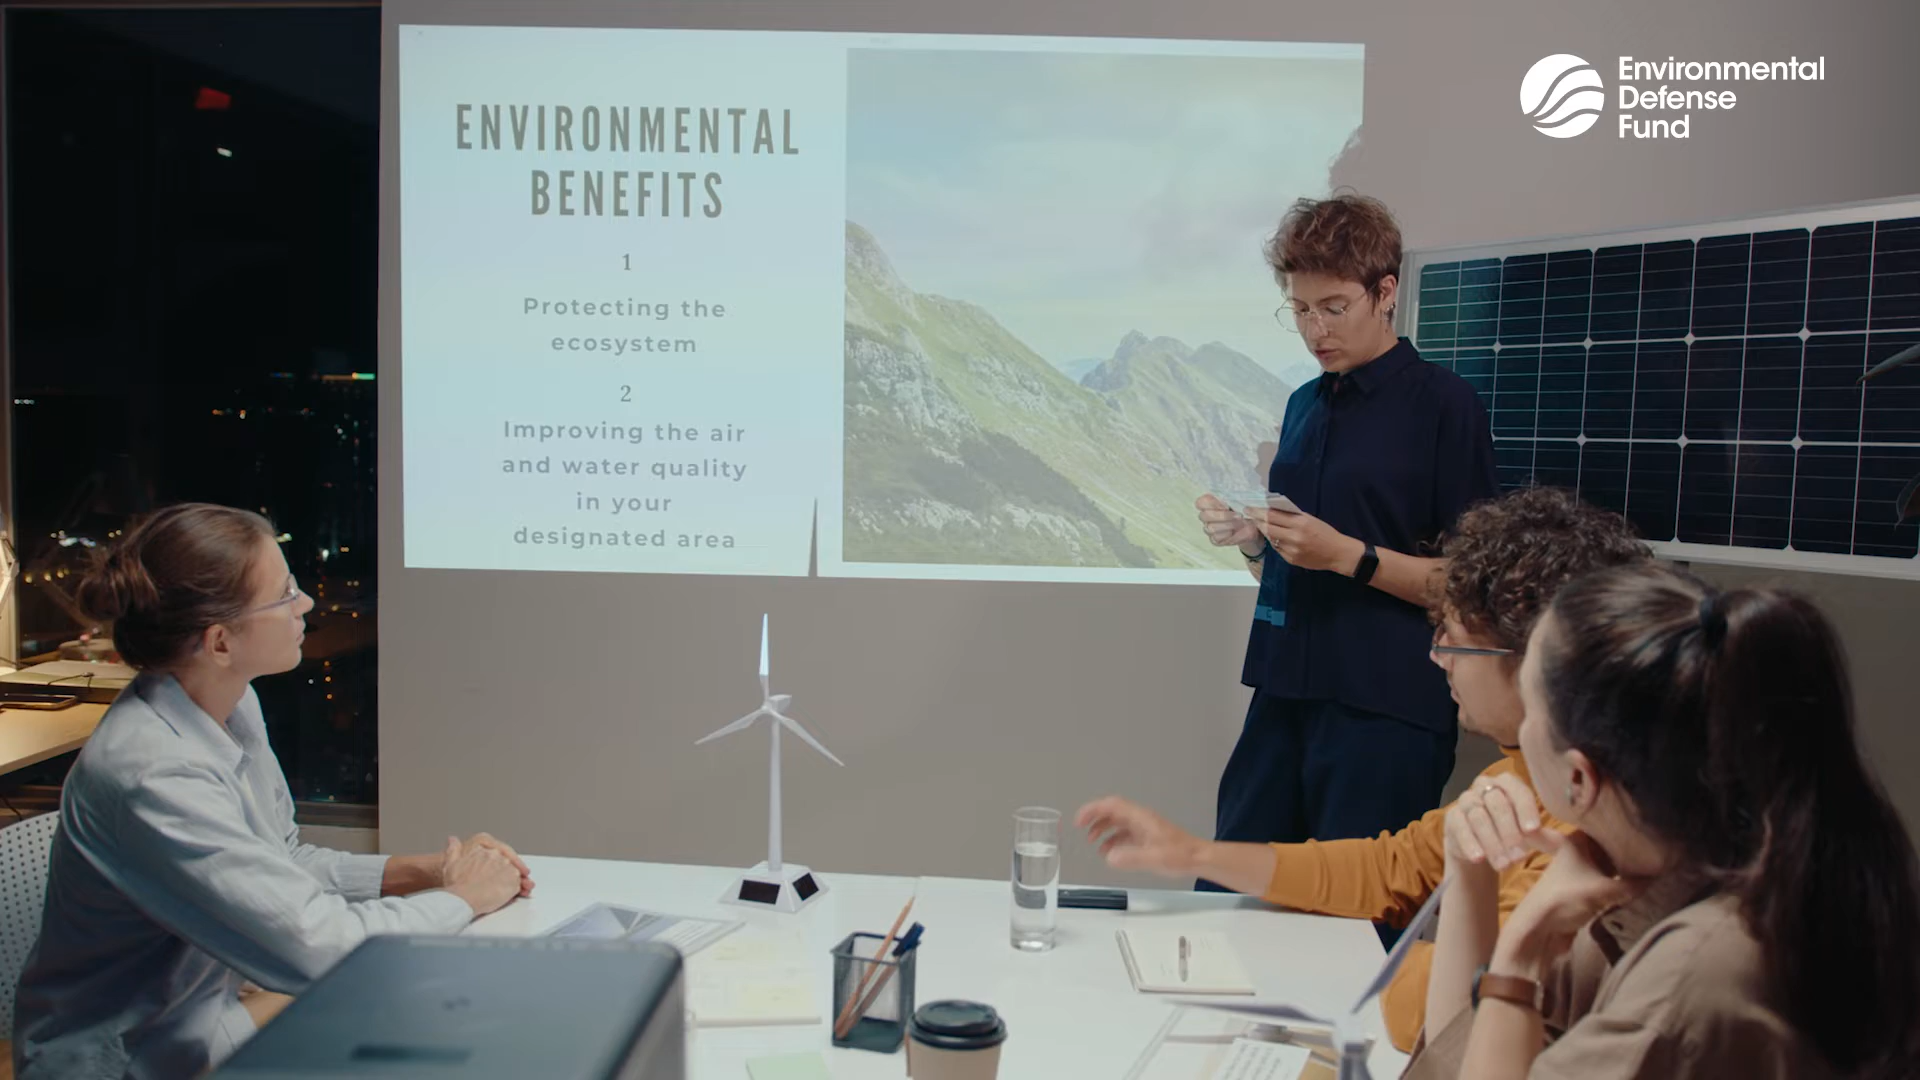 ENVIRONMENTAL
BENEFITS
1
Protecting the
ecosystem
2
Improving the air
and water quality
in your
designated area
Environmental
Defense
Fund